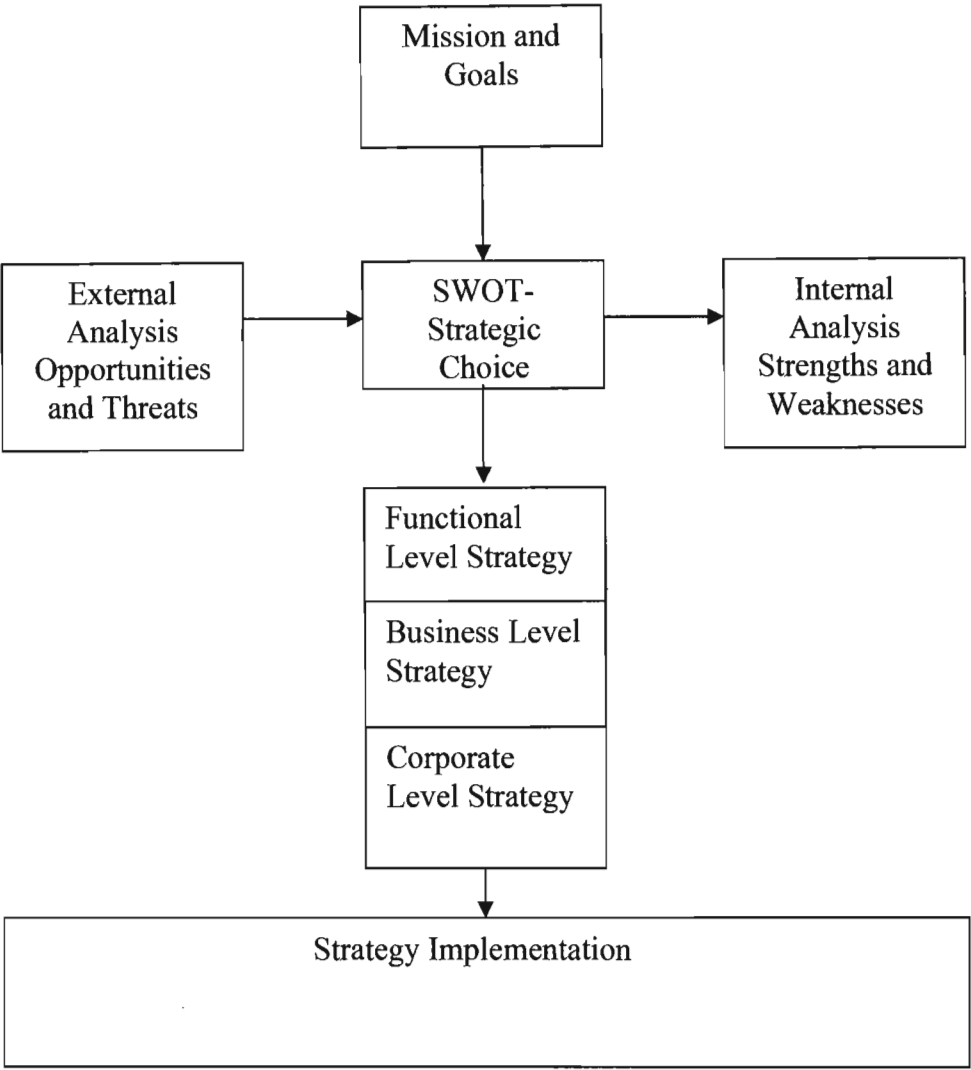 Mission and
Goals
External
Analysis
Opportunities
and Threats
SWOT-
Strategic
Choice
Internal
Analysis
Strengths and
Weaknesses
Functional
Level Strategy
Business Level
Strategy
Corporate
Level Strategy
Strategy Implementation